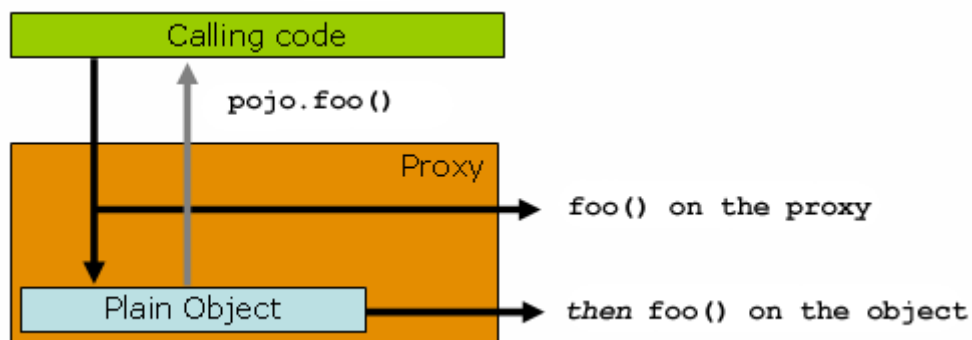 Calling code
pojo.foo()
Proxy
foo() on the proxy
Plain Object
then foo() on the object